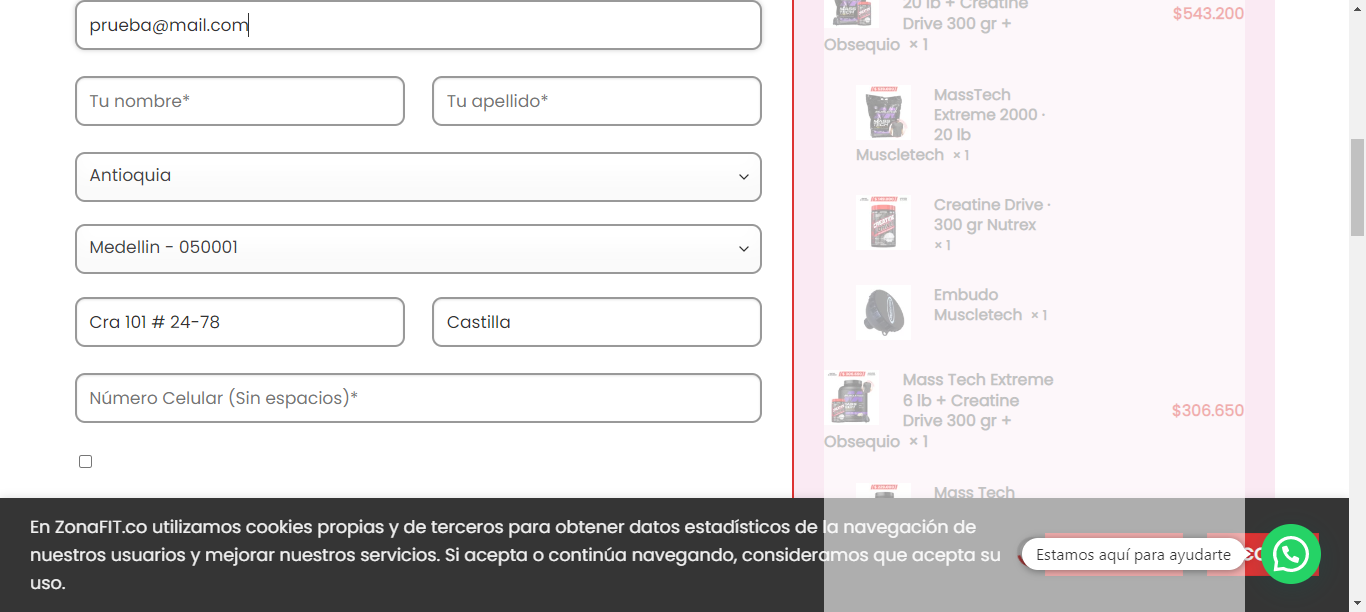 prueba@mail.com
Tu nombre*
Tu apellido*
Antioquia
Medellin - 050001
Cra 101 # 24-78
Castilla
Número Celular (Sin espacios)*
20 lb + Creatine
Drive 300 gr +
Obsequio × 1
$543.200
MassTech
Extreme 2000 ·
20 lb
Muscletech × 1
Creatine Drive ·
300 gr Nutrex
× 1
Embudo
Muscletech × 1
Mass Tech Extreme
6 lb + Creatine
Drive 300 gr +
Obsequio × 1
$306.650
Mass Tech
En ZonaFIT.co utilizamos cookies propias y de terceros para obtener datos estadísticos de la navegación de
nuestros usuarios y mejorar nuestros servicios. Si acepta o continúa navegando, consideramos que acepta su
uso.
Estamos aquí para ayudarte